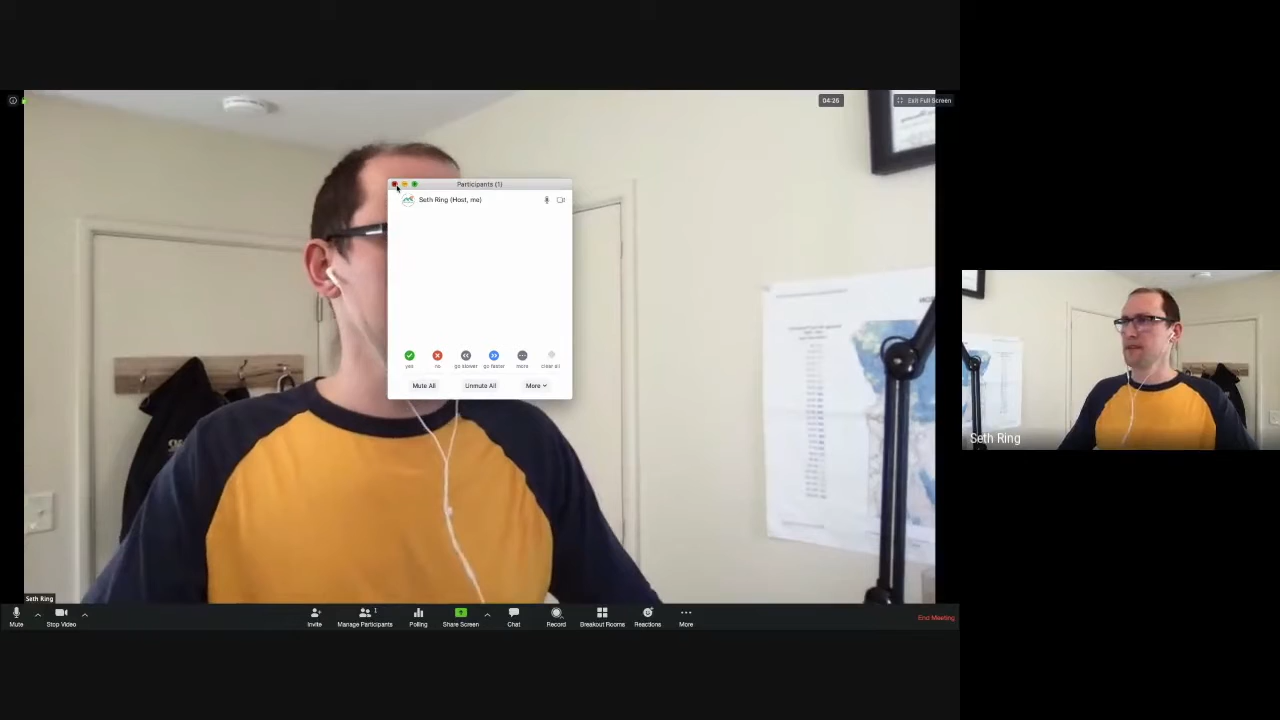 04:26
Exit Full Screen
Participants (1)
Seth Ring (Host, me)
yes
no
go slower
go faster
more
clear all
Mute All
Unmute All
More
Seth Ring
Seth Ring
Mute
Stop Video
Invite
1
Manage Participants
Polling
Share Screen
Chat
Record
Breakout Rooms
Reactions
More
End Meeting